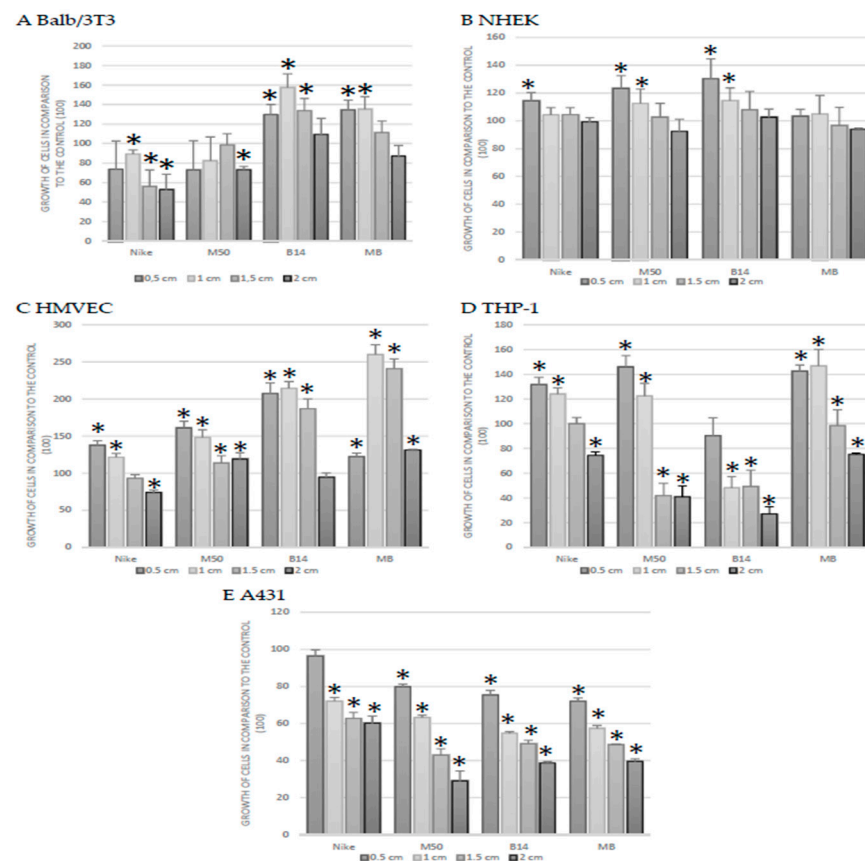 A Balb/3T3
GROWTH OF CELLS IN COMPARISON
TO THE CONTROL (100)
200
180
160
140
120
100
80
60
40
20
0
* * * * * * * * * *
Nike M50 B14 MB
0,5 cm 1 cm 1,5 cm 2 cm
B NHEK
GROWTH OF CELLS IN COMPARISON TO THE CONTROL
(100)
160
140
120
100
80
60
40
20
0
* * * * *
Nike M50 B14 MB
0.5 cm 1 cm 1.5 cm 2 cm
C HMVEC
GROWTH OF CELLS IN COMPARISON TO THE CONTROL
(100)
300
250
200
150
100
50
0
* * * * * * * * * * * * * *
Nike M50 B14 MB
0.5 cm 1 cm 1.5 cm 2 cm
D THP-1
GROWTH OF CELLS IN COMPARISON TO THE CONTROL
(100)
180
160
140
120
100
80
60
40
20
0
* * * * * * * * * * * * * *
Nike M50 B14 MB
0.5 cm 1 cm 1.5 cm 2 cm
E A431
GROWTH OF CELLS IN COMPARISON TO THE CONTROL
(100)
120
100
80
60
40
20
0
* * * * * * * * * * * * * * *
Nike M50 B14 MB
0.5 cm 1 cm 1.5 cm 2 cm